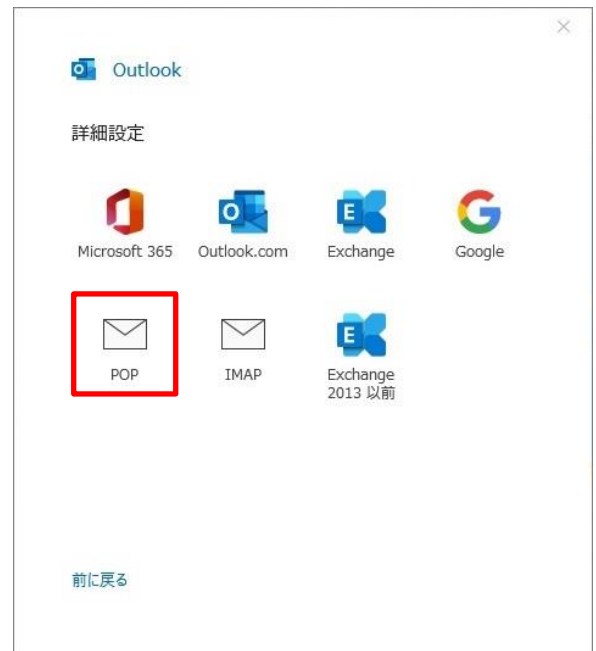 Outlook
詳細設定
Microsoft 365
Outlook.com
Exchange
Google
POP
IMAP
Exchange
2013 以前
前に戻る